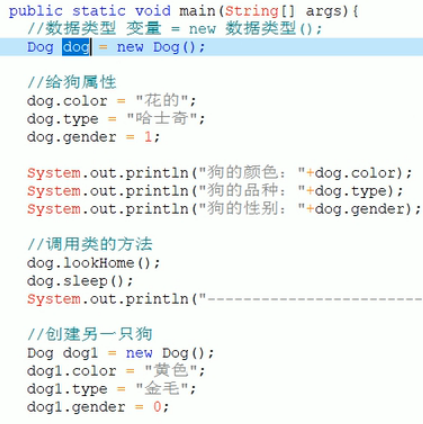 public static void main(String[] args){
//数据类型 变量 = new 数据类型();
Dog dog = new Dog();
//给狗属性
dog.color = "花的";
dog.type = "哈士奇";
dog.gender = 1;
System.out.println("狗的颜色："+dog.color);
System.out.println("狗的品种："+dog.type);
System.out.println("狗的性别："+dog.gender);
//调用类的方法
dog.lookHome();
dog.sleep();
System.out.println("------------------------
//创建另一只狗
Dog dog1 = new Dog();
dog1.color = "黄色";
dog1.type = "金毛";
dog1.gender = 0;